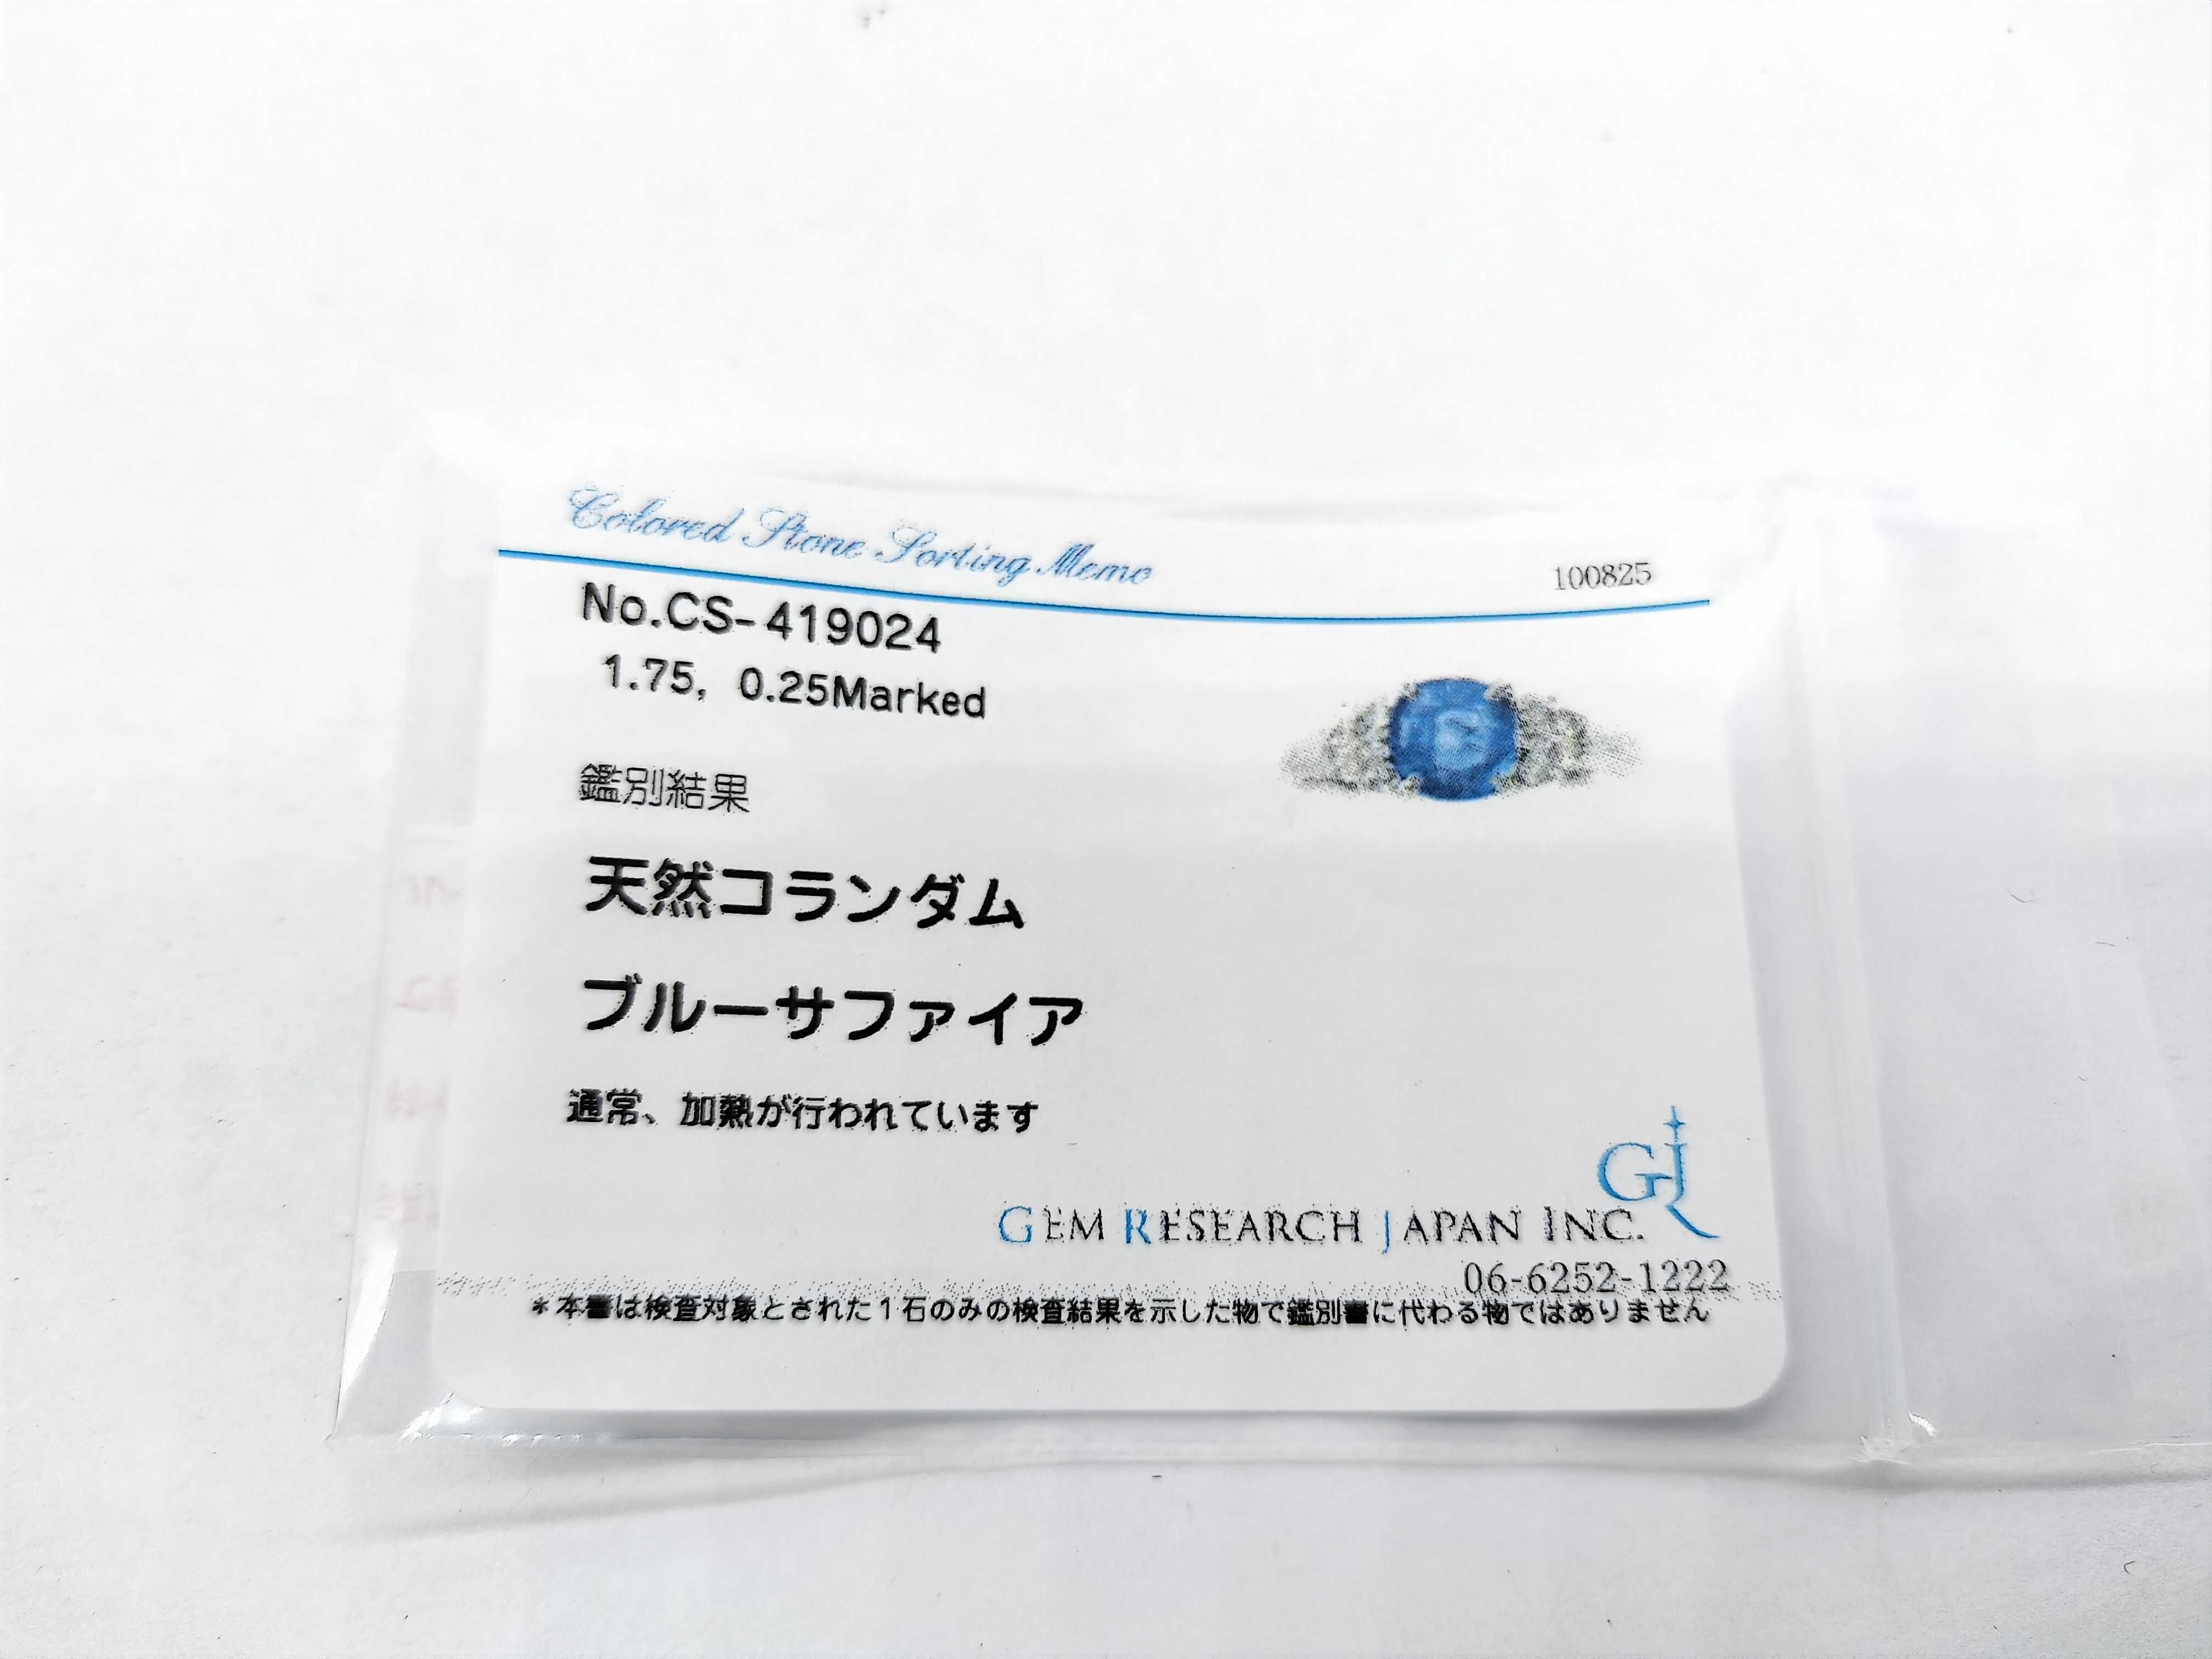 Colored Stone Sorting Memo
100825
No.CS-419024
1.75, 0.25Marked
鑑別結果
天然コランダム
ブルーサファイア
通常、加熱が行われています
GJR
GEM RESEARCH JAPAN INC.
06-6252-1222
*本書は検査対象とされた1石のみの検査結果を示した物で鑑別書に代わる物ではありません